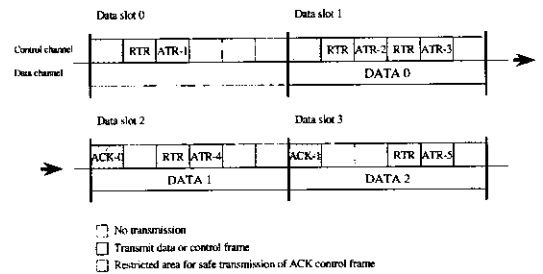 Data slot 0 Data slot 1
Control channel RTR ATR-1 RTR ATR-2 RTR ATR-3
Data channel DATA 0
Data slot 2 Data slot 3
ACK-0 RTR ATR-4 ACK-1 RTR ATR-5
DATA 1 DATA 2
No transmission
Transmit data or control frame
Restricted area for safe transmission of ACK control frame